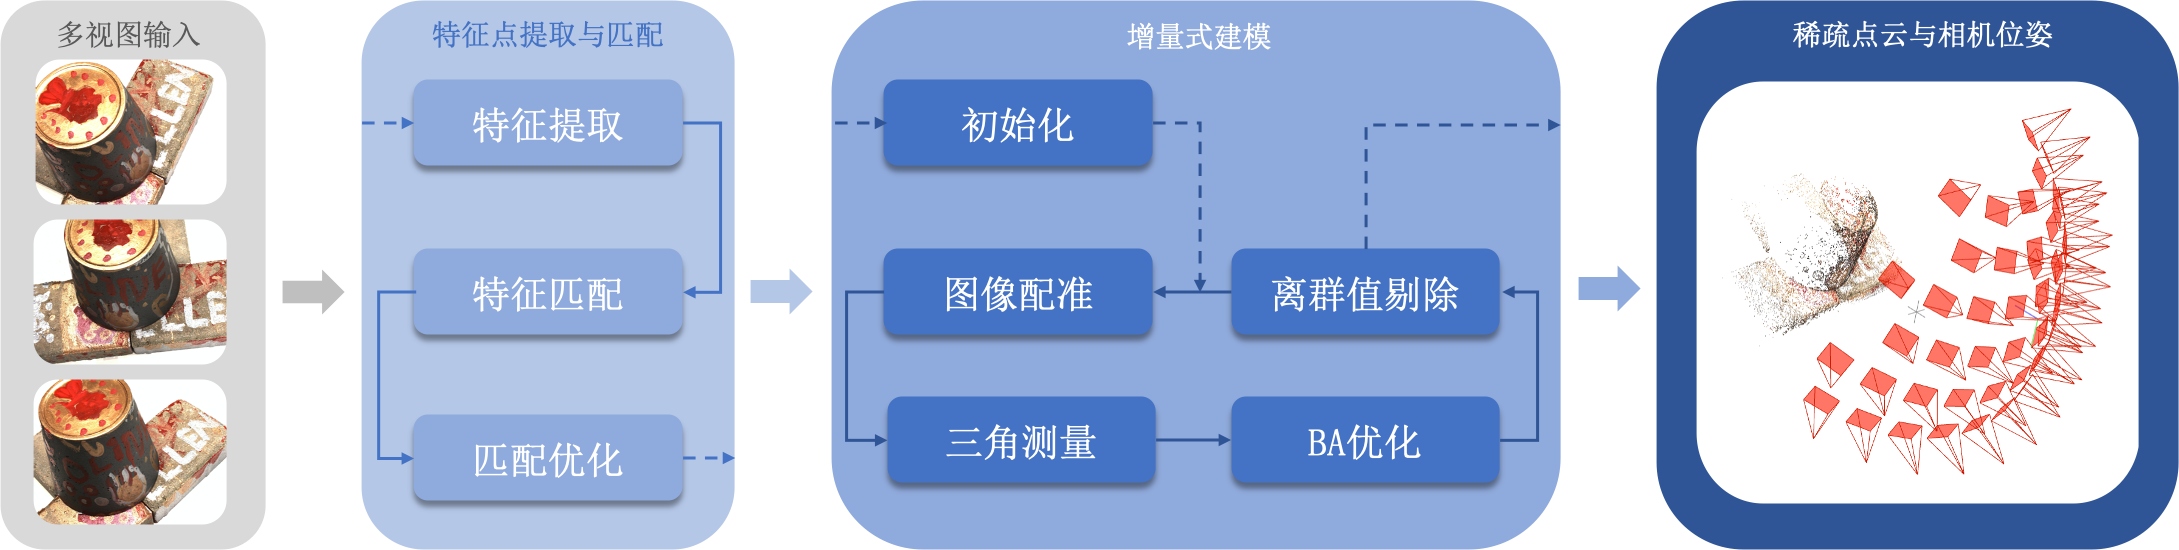 多视图输入
特征点提取与匹配
特征提取
特征匹配
匹配优化
增量式建模
初始化
图像配准
离群值剔除
三角测量
BA优化
稀疏点云与相机位姿